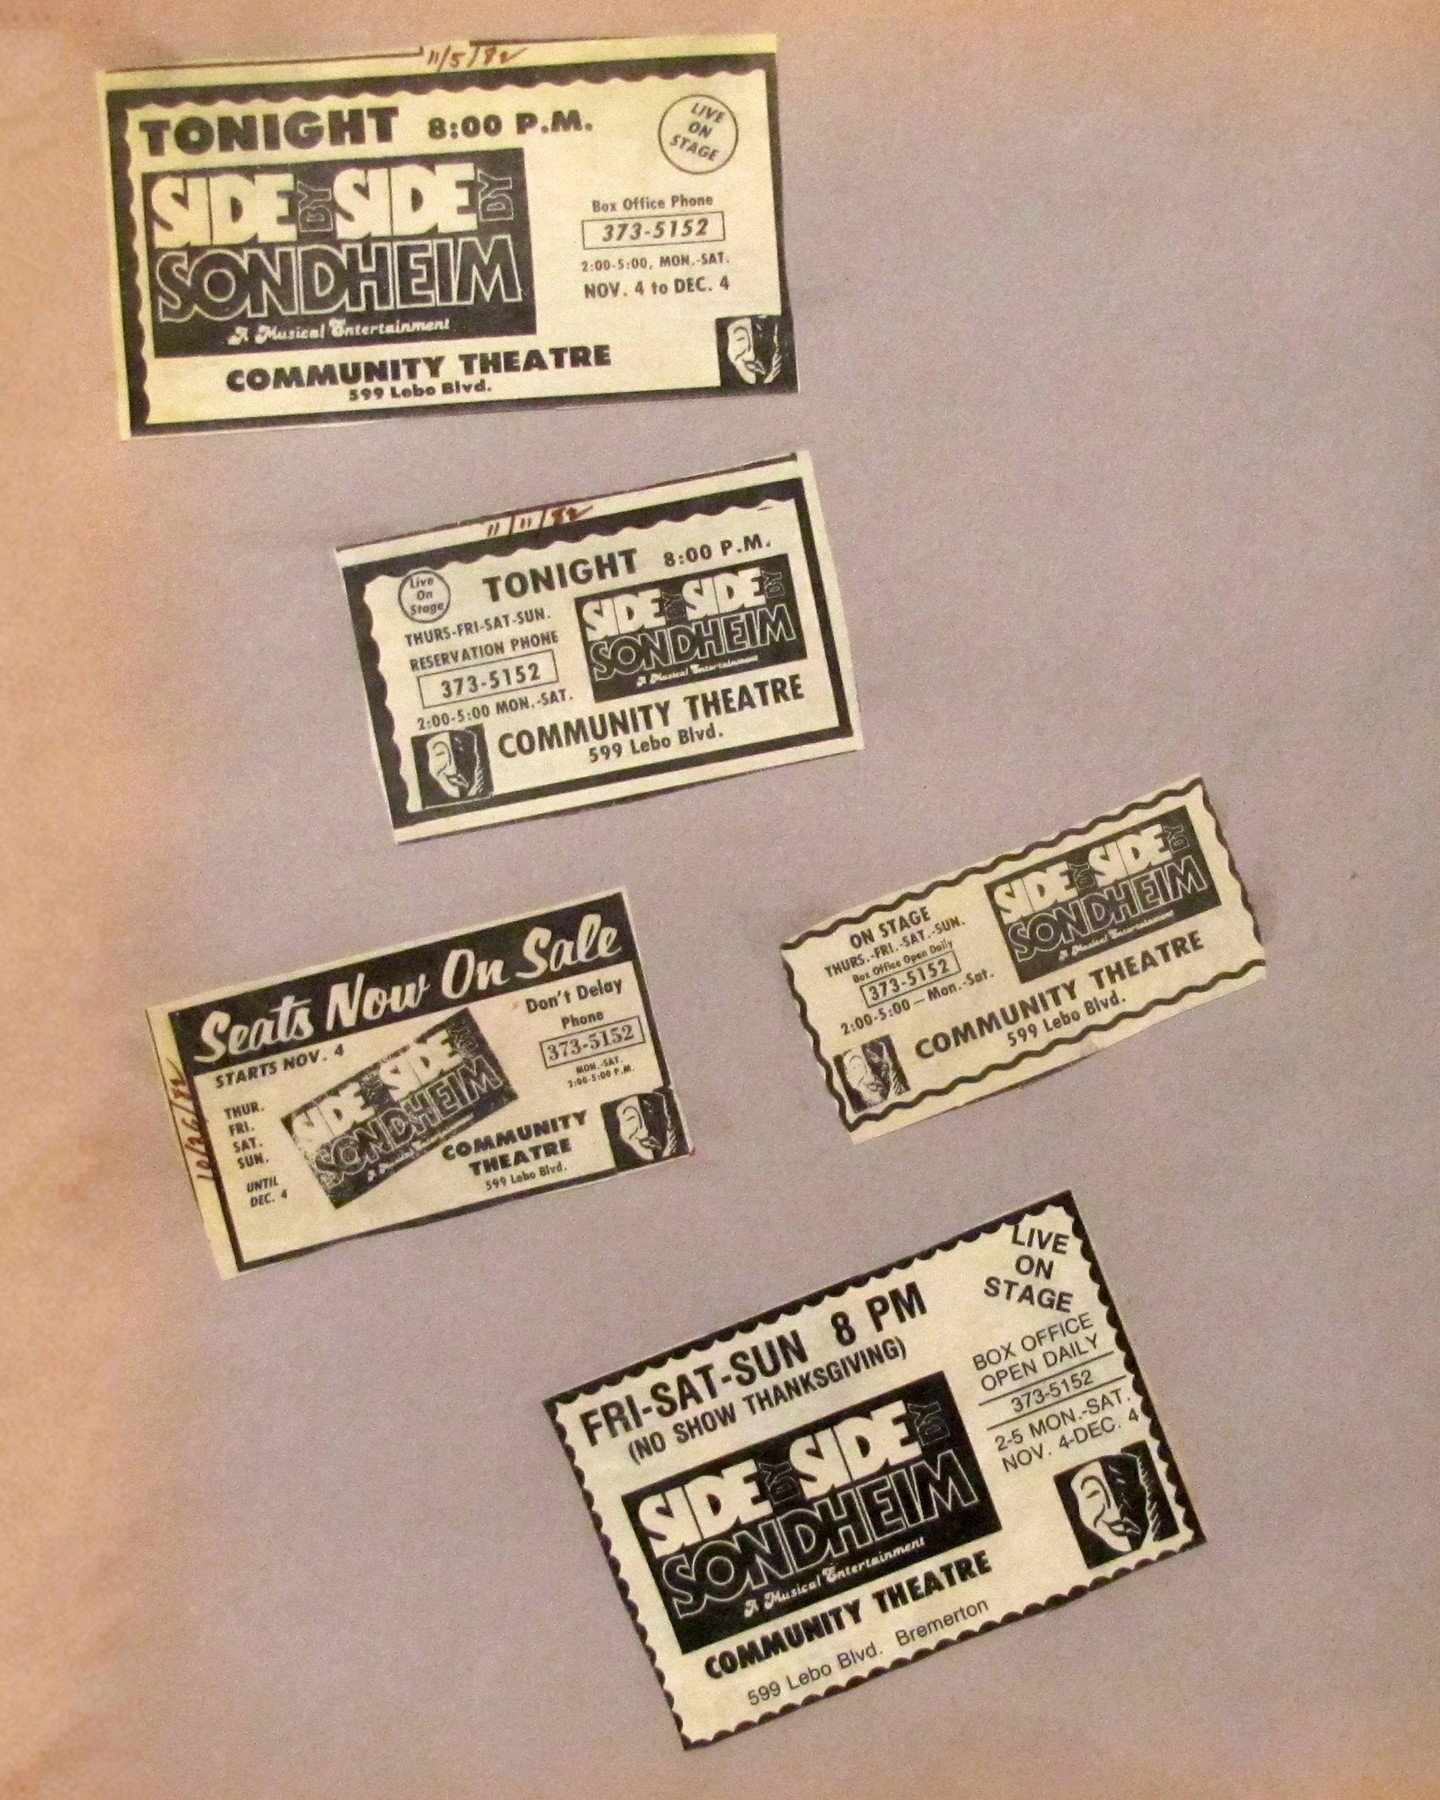 11/5/82
TONIGHT 8:00 P.M.
LIVE
ON
STAGE
SIDE BY SIDE BY
SONDHEIM
A Musical Entertainment
Box Office Phone
373-5152
2:00-5:00, MON.-SAT.
NOV. 4 to DEC. 4
COMMUNITY THEATRE
599 Lebo Blvd.
11/11/82
Live
On
Stage
TONIGHT 8:00 P.M.
THURS-FRI-SAT-SUN.
RESERVATION PHONE
373-5152
2:00-5:00 MON.-SAT.
SIDE BY SIDE BY
SONDHEIM
A Musical Entertainment
COMMUNITY THEATRE
599 Lebo Blvd.
10/26/82
Seats Now On Sale
STARTS NOV. 4
THUR.
FRI.
SAT.
SUN.
UNTIL
DEC. 4
SIDE BY SIDE BY
SONDHEIM
A Musical Entertainment
Don't Delay
Phone
373-5152
MON.-SAT.
2:00-5:00 P.M.
COMMUNITY
THEATRE
599 Lebo Blvd.
ON STAGE
THURS.-FRI.-SAT.-SUN.
Box Office Open Daily
373-5152
2:00-5:00 — Mon.-Sat.
SIDE BY SIDE BY
SONDHEIM
A Musical Entertainment
COMMUNITY THEATRE
599 Lebo Blvd.
FRI-SAT-SUN 8 PM
(NO SHOW THANKSGIVING)
LIVE
ON
STAGE
BOX OFFICE
OPEN DAILY
373-5152
2-5 MON.-SAT.
NOV. 4-DEC. 4
SIDE BY SIDE BY
SONDHEIM
A Musical Entertainment
COMMUNITY THEATRE
599 Lebo Blvd. Bremerton